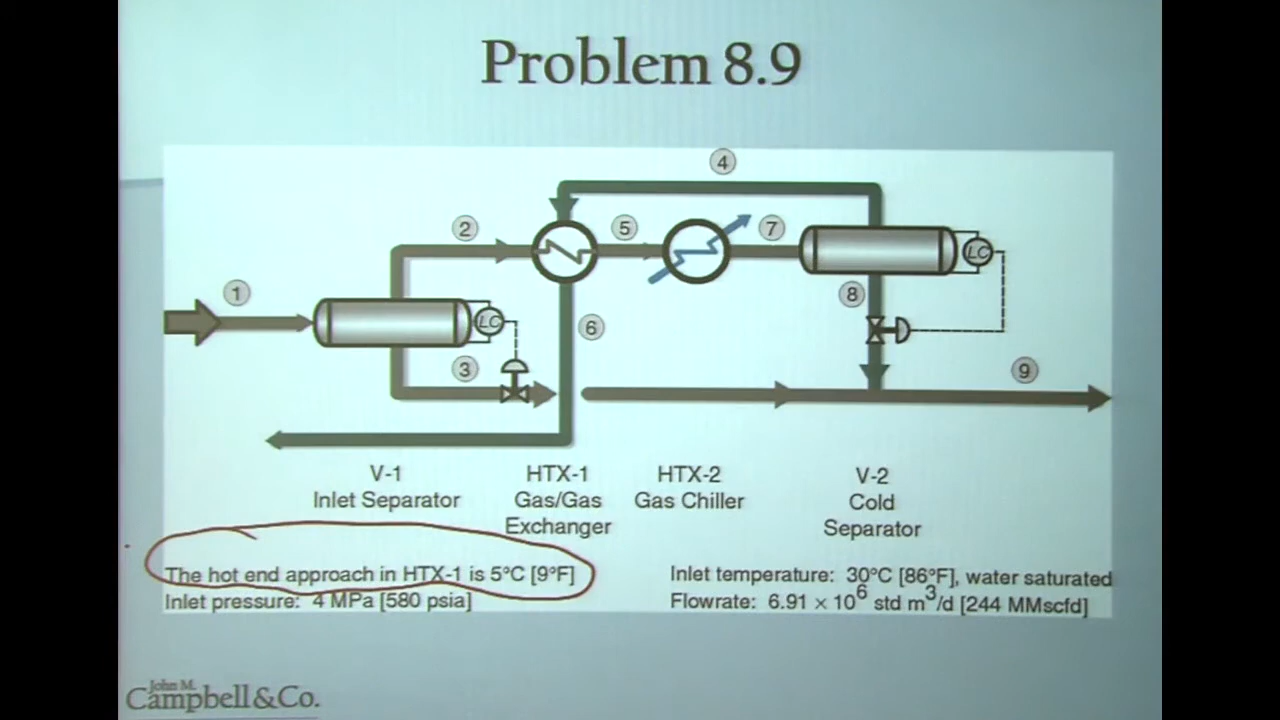 Problem 8.9
4
2
5
7
LC
1
8
LC
6
3
9
V-1
Inlet Separator
HTX-1
Gas/Gas
Exchanger
HTX-2
Gas Chiller
V-2
Cold
Separator
The hot end approach in HTX-1 is 5°C [9°F]
Inlet pressure: 4 MPa [580 psia]
Inlet temperature: 30°C [86°F], water saturated
Flowrate: 6.91 × 10⁶ std m³/d [244 MMscfd]
John M.
Campbell & Co.